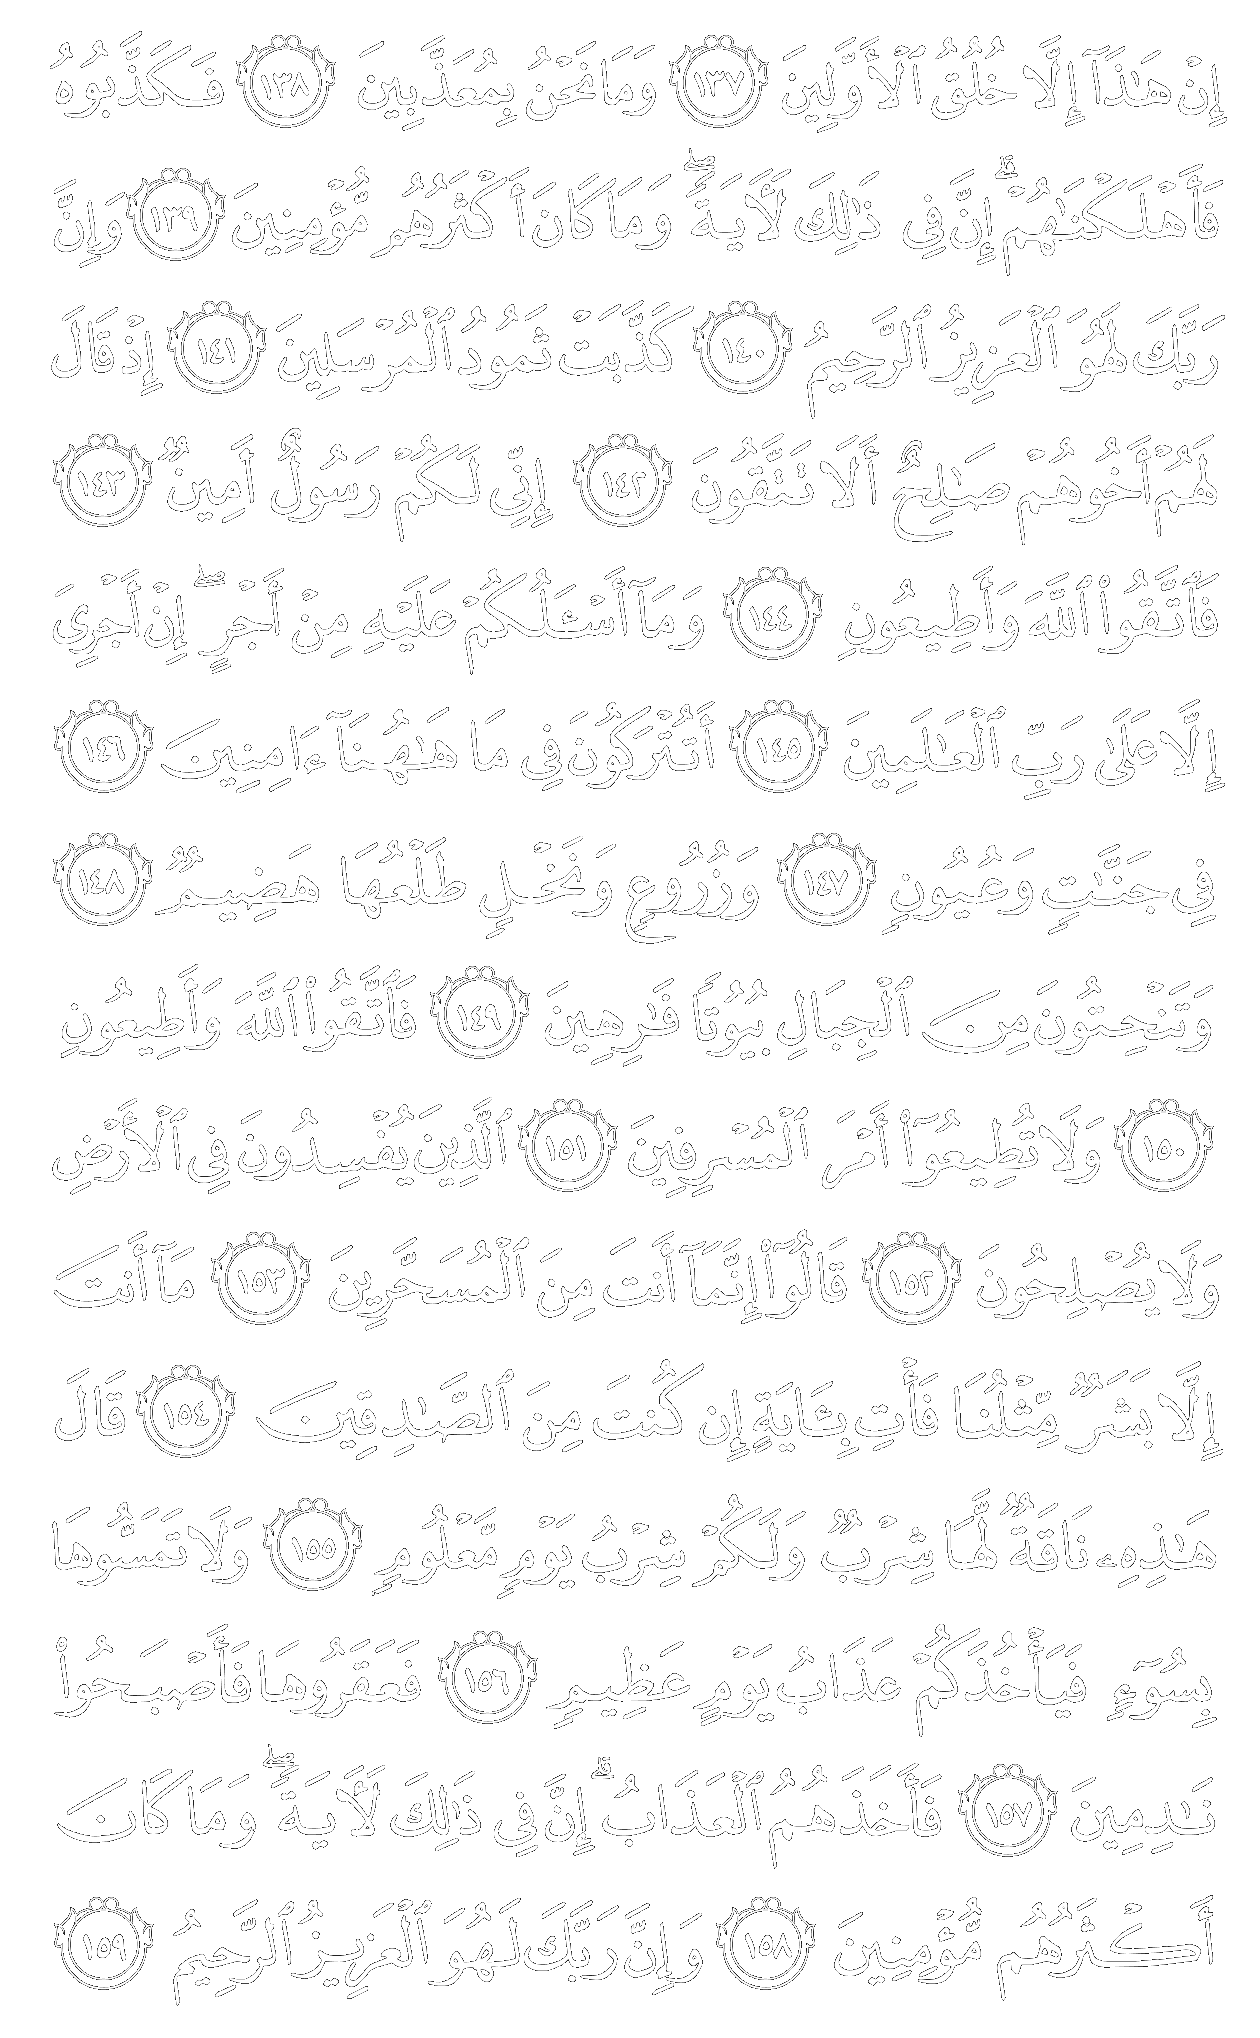 إِنْ هَٰذَآ إِلَّا خُلُقُ ٱلْأَوَّلِينَ ١٣٧ وَمَا نَحْنُ بِمُعَذَّبِينَ ١٣٨ فَكَذَّبُوهُ
فَأَهْلَكْنَٰهُمْ ۗ إِنَّ فِى ذَٰلِكَ لَـَٔايَةً ۖ وَمَا كَانَ أَكْثَرُهُم مُّؤْمِنِينَ ١٣٩ وَإِنَّ
رَبَّكَ لَهُوَ ٱلْعَزِيزُ ٱلرَّحِيمُ ١٤٠ كَذَّبَتْ ثَمُودُ ٱلْمُرْسَلِينَ ١٤١ إِذْ قَالَ
لَهُمْ أَخُوهُمْ صَٰلِحٌ أَلَا تَتَّقُونَ ١٤٢ إِنِّى لَكُمْ رَسُولٌ أَمِينٌ ١٤٣
فَٱتَّقُوا۟ ٱللَّهَ وَأَطِيعُونِ ١٤٤ وَمَآ أَسْـَٔلُكُمْ عَلَيْهِ مِنْ أَجْرٍ ۖ إِنْ أَجْرِىَ
إِلَّا عَلَىٰ رَبِّ ٱلْعَٰلَمِينَ ١٤٥ أَتُتْرَكُونَ فِى مَا هَٰهُنَآ ءَامِنِينَ ١٤٦
فِى جَنَّٰتٍ وَعُيُونٍ ١٤٧ وَزُرُوعٍ وَنَخْلٍ طَلْعُهَا هَضِيمٌ ١٤٨
وَتَنْحِتُونَ مِنَ ٱلْجِبَالِ بُيُوتًا فَٰرِهِينَ ١٤٩ فَٱتَّقُوا۟ ٱللَّهَ وَأَطِيعُونِ
١٥٠ وَلَا تُطِيعُوٓا۟ أَمْرَ ٱلْمُسْرِفِينَ ١٥١ ٱلَّذِينَ يُفْسِدُونَ فِى ٱلْأَرْضِ
وَلَا يُصْلِحُونَ ١٥٢ قَالُوٓا۟ إِنَّمَآ أَنتَ مِنَ ٱلْمُسَحَّرِينَ ١٥٣ مَآ أَنتَ
إِلَّا بَشَرٌ مِّثْلُنَا فَأْتِ بِـَٔايَةٍ إِن كُنتَ مِنَ ٱلصَّٰدِقِينَ ١٥٤ قَالَ
هَٰذِهِۦ نَاقَةٌ لَّهَا شِرْبٌ وَلَكُمْ شِرْبُ يَوْمٍ مَّعْلُومٍ ١٥٥ وَلَا تَمَسُّوهَا
بِسُوٓءٍ فَيَأْخُذَكُمْ عَذَابُ يَوْمٍ عَظِيمٍ ١٥٦ فَعَقَرُوهَا فَأَصْبَحُوا۟
نَٰدِمِينَ ١٥٧ فَأَخَذَهُمُ ٱلْعَذَابُ ۗ إِنَّ فِى ذَٰلِكَ لَـَٔايَةً ۖ وَمَا كَانَ
أَكْثَرُهُم مُّؤْمِنِينَ ١٥٨ وَإِنَّ رَبَّكَ لَهُوَ ٱلْعَزِيزُ ٱلرَّحِيمُ ١٥٩